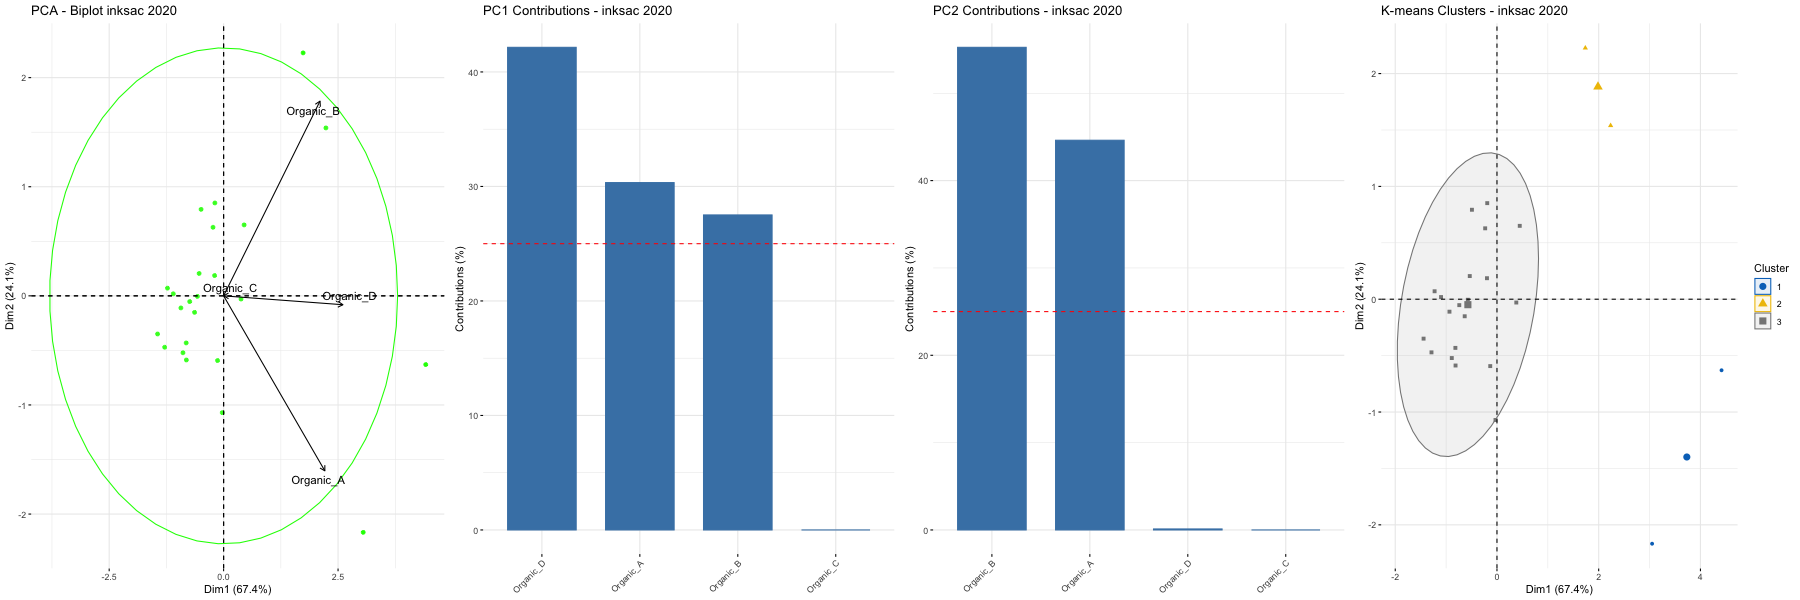 PCA - Biplot inksac 2020
Dim2 (24.1%)
2
1
0
-1
-2
Organic_B
Organic_C
Organic_D
Organic_A
-2.5
0.0
2.5
Dim1 (67.4%)
PC1 Contributions - inksac 2020
Contributions (%)
40
30
20
10
0
Organic_D
Organic_A
Organic_B
Organic_C
PC2 Contributions - inksac 2020
Contributions (%)
40
20
0
Organic_B
Organic_A
Organic_D
Organic_C
K-means Clusters - inksac 2020
Dim2 (24.1%)
2
1
0
-1
-2
-2
0
2
4
Dim1 (67.4%)
Cluster
1
2
3